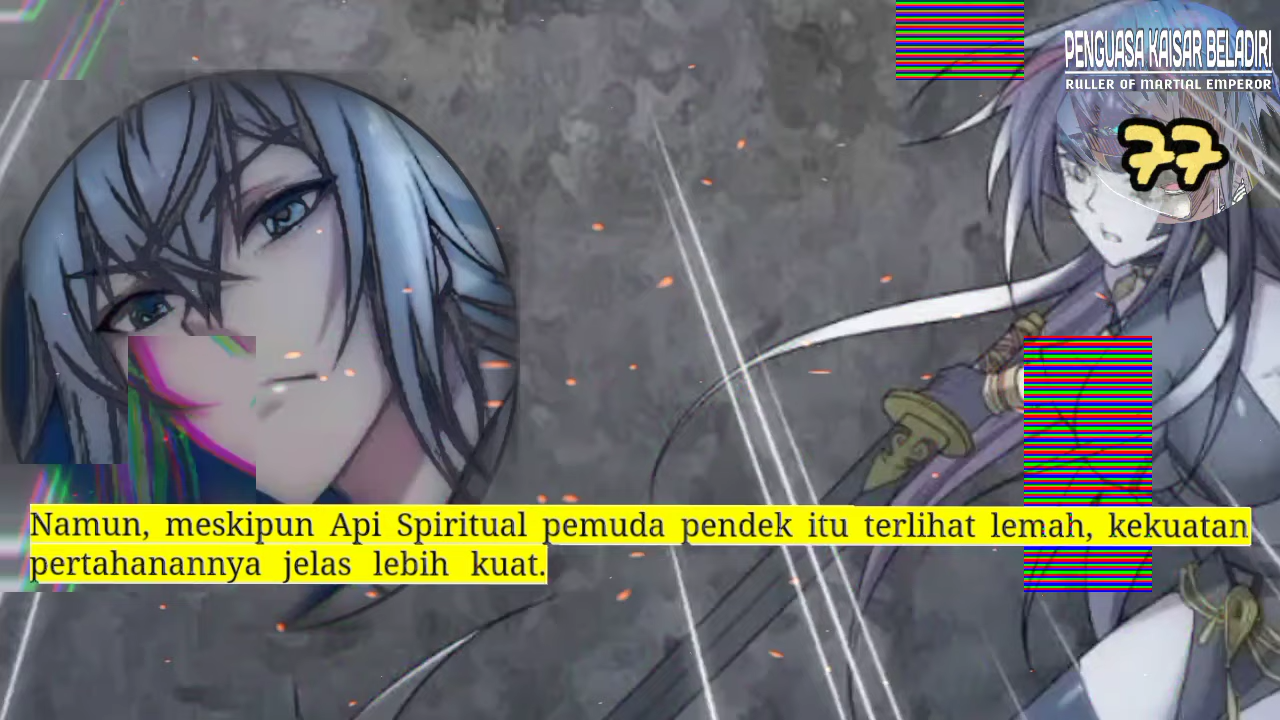 PENGUASA KAISAR BELADIRI
RULLER OF MARTIAL EMPEROR
77
Namun, meskipun Api Spiritual pemuda pendek itu terlihat lemah, kekuatan
pertahanannya jelas lebih kuat.